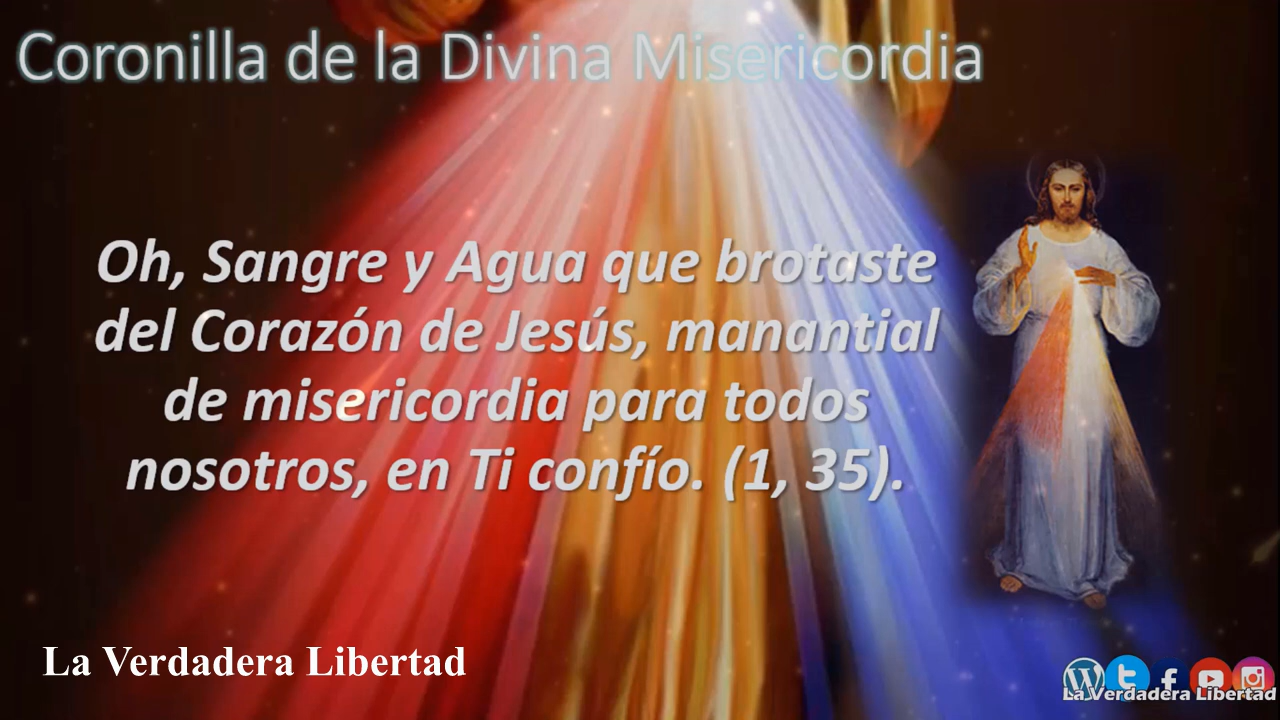 Coronilla de la Divina Misericordia
Oh, Sangre y Agua que brotaste
del Corazón de Jesús, manantial
de misericordia para todos
nosotros, en Ti confío. (1, 35).
La Verdadera Libertad
La Verdadera Libertad